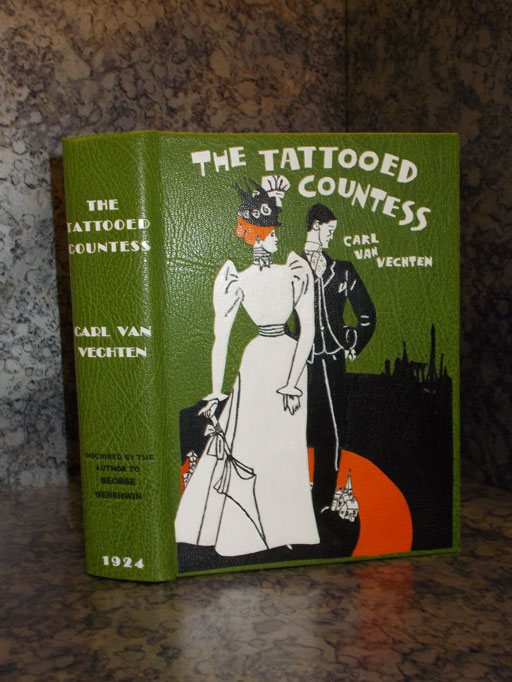 THE
TATTOOED
COUNTESS
CARL VAN
VECHTEN
INSCRIBED BY THE
AUTHOR TO
GEORGE
GERSHWIN
1924
THE TATTOOED
COUNTESS
CARL
VAN
VECHTEN